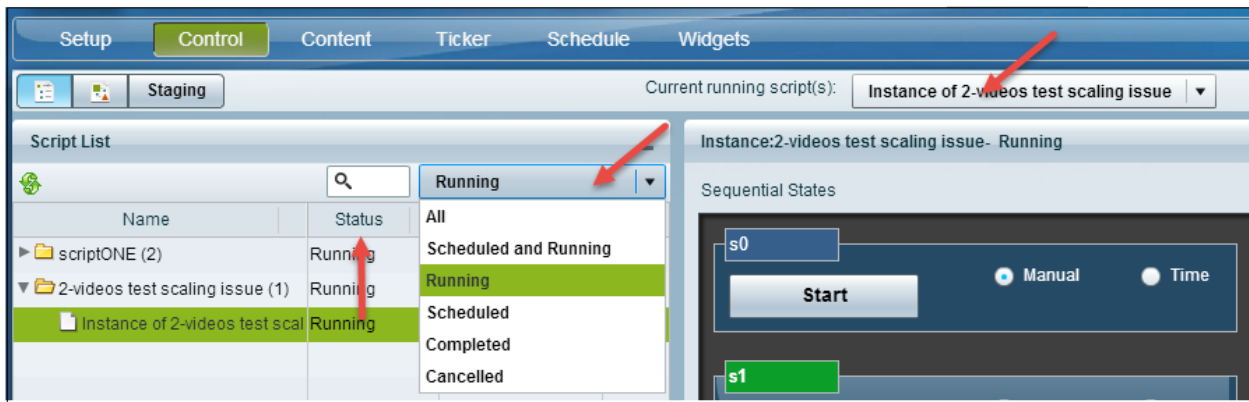 Setup Control Content Ticker Schedule Widgets
Staging Current running script(s): Instance of 2-videos test scaling issue
Script List
Running
Name Status
All
Scheduled and Running
Running
Scheduled
Completed
Cancelled
scriptONE (2) Running
2-videos test scaling issue (1) Running
Instance of 2-videos test scal Running
Instance:2-videos test scaling issue- Running
Sequential States
s0
Start Manual Time
s1